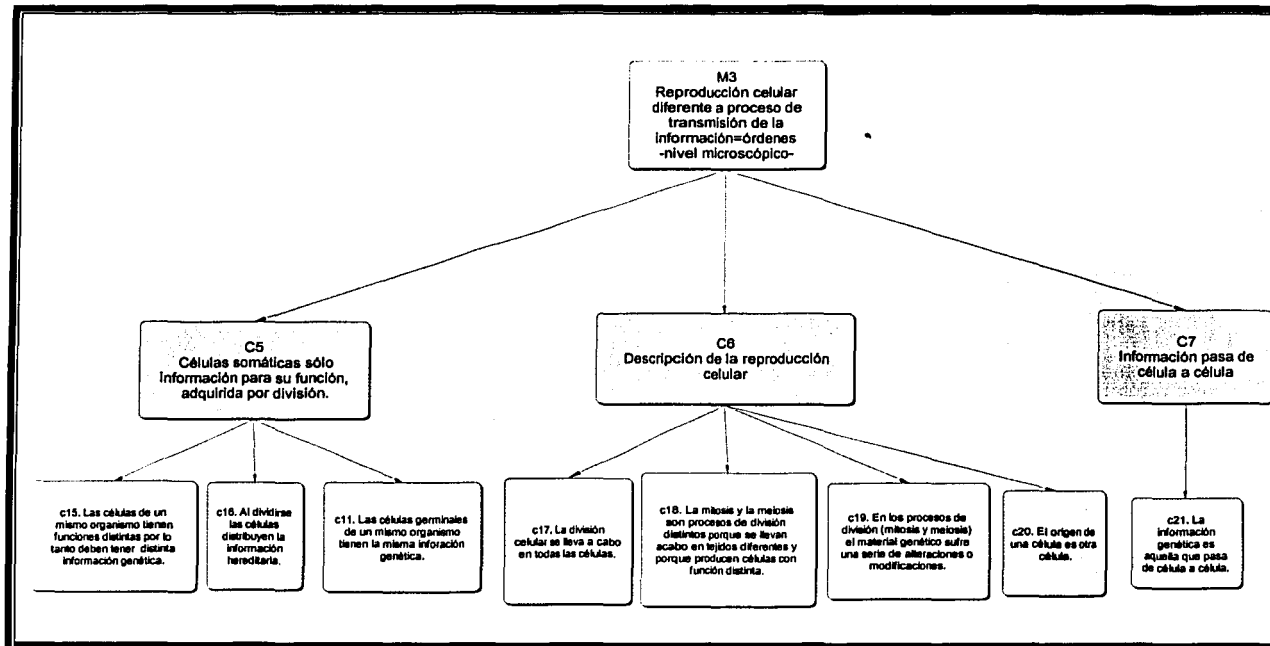 M3
Reproducción celular
diferente a proceso de
transmisión de la
información=órdenes
-nivel microscópico-
C5
Células somáticas sólo
Información para su función,
adquirida por división.
C6
Descripción de la reproducción
celular
C7
Información pasa de
célula a célula
c15. Las células de un
mismo organismo tienen
funciones distintas por lo
tanto deben tener distinta
información genética.
c16. Al dividirse
las células
distribuyen la
información
hereditaria.
c11. Las células germinales
de un mismo organismo
tienen la misma inforación
genética.
c17. La división
celular se lleva a cabo
en todas las células.
c18. La mitosis y la meiosis
son procesos de división
distintos porque se llevan
acabo en tejidos diferentes y
porque producen células con
función distinta.
c19. En los procesos de
división (mitosis y meiosis)
el material genético sufre
una serie de alteraciones o
modificaciones.
c20. El origen de
una célula es otra
célula.
c21. La
información
genética es
aquella que pasa
de célula a célula.